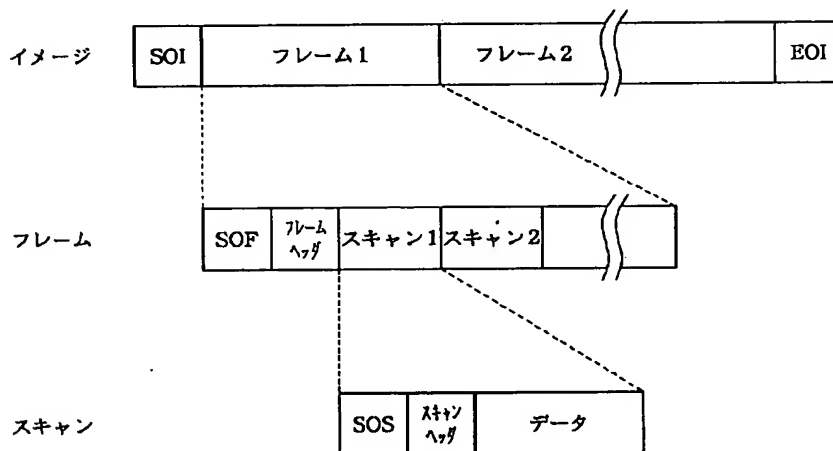 イメージ
SOI
フレーム1
フレーム2
EOI
フレーム
SOF
フレーム
ヘッダ
スキャン1
スキャン2
スキャン
SOS
スキャン
ヘッダ
データ